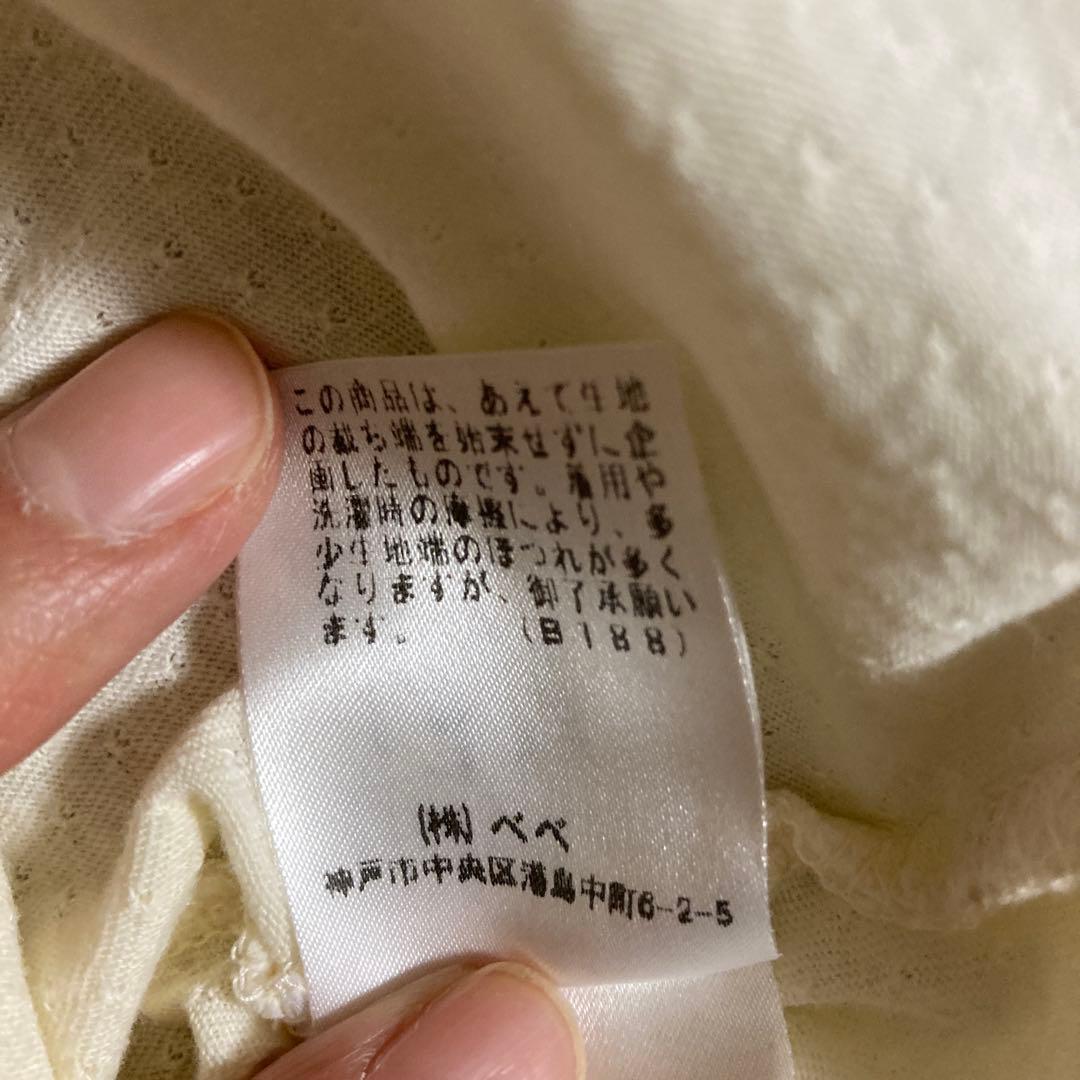 この商品は、あえて生地
の裁ち端を始末せずに企
画したものです。着用や
洗濯時の摩擦により、多
少生地端のほつれが多く
なりますが、御了承願い
ます。 (B188)
(株)べべ
神戸市中央区港島中町6-2-5